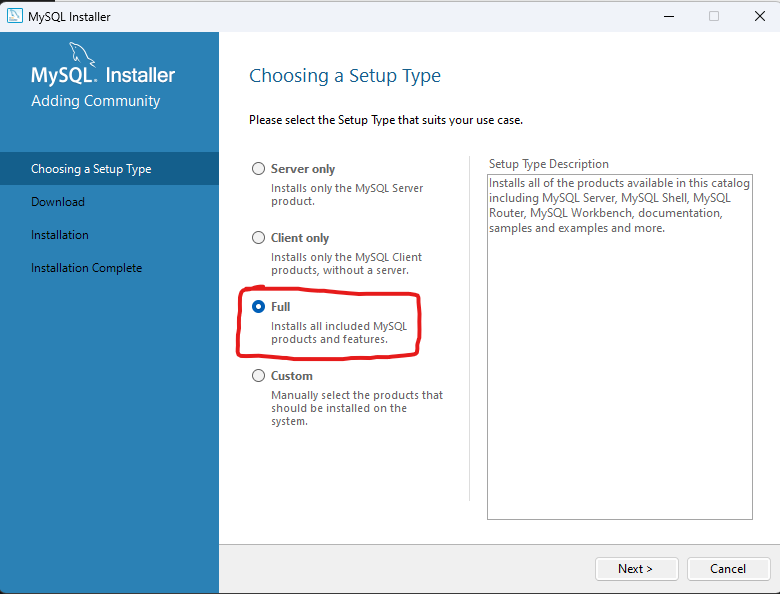 MySQL Installer
MySQL. Installer
Adding Community
Choosing a Setup Type
Download
Installation
Installation Complete
Choosing a Setup Type
Please select the Setup Type that suits your use case.
Server only
Installs only the MySQL Server
product.
Client only
Installs only the MySQL Client
products, without a server.
Full
Installs all included MySQL
products and features.
Custom
Manually select the products that
should be installed on the
system.
Setup Type Description
Installs all of the products available in this catalog
including MySQL Server, MySQL Shell, MySQL
Router, MySQL Workbench, documentation,
samples and examples and more.
Next >
Cancel